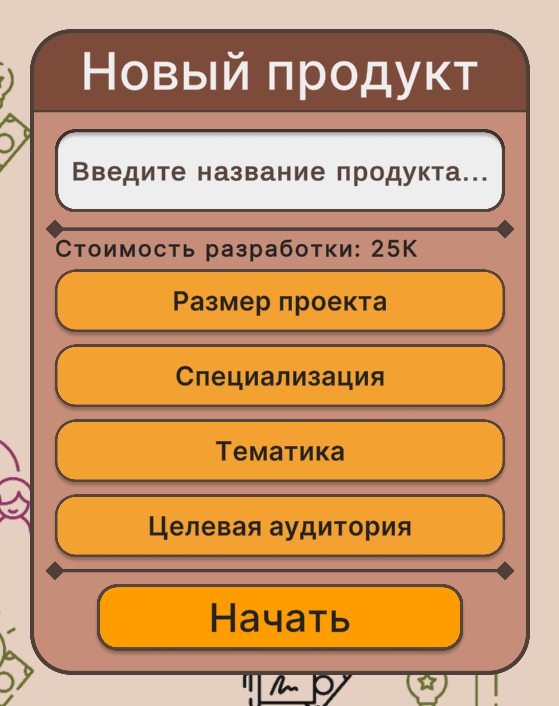 Новый продукт
Введите название продукта...
Стоимость разработки: 25K
Размер проекта
Специализация
Тематика
Целевая аудитория
Начать